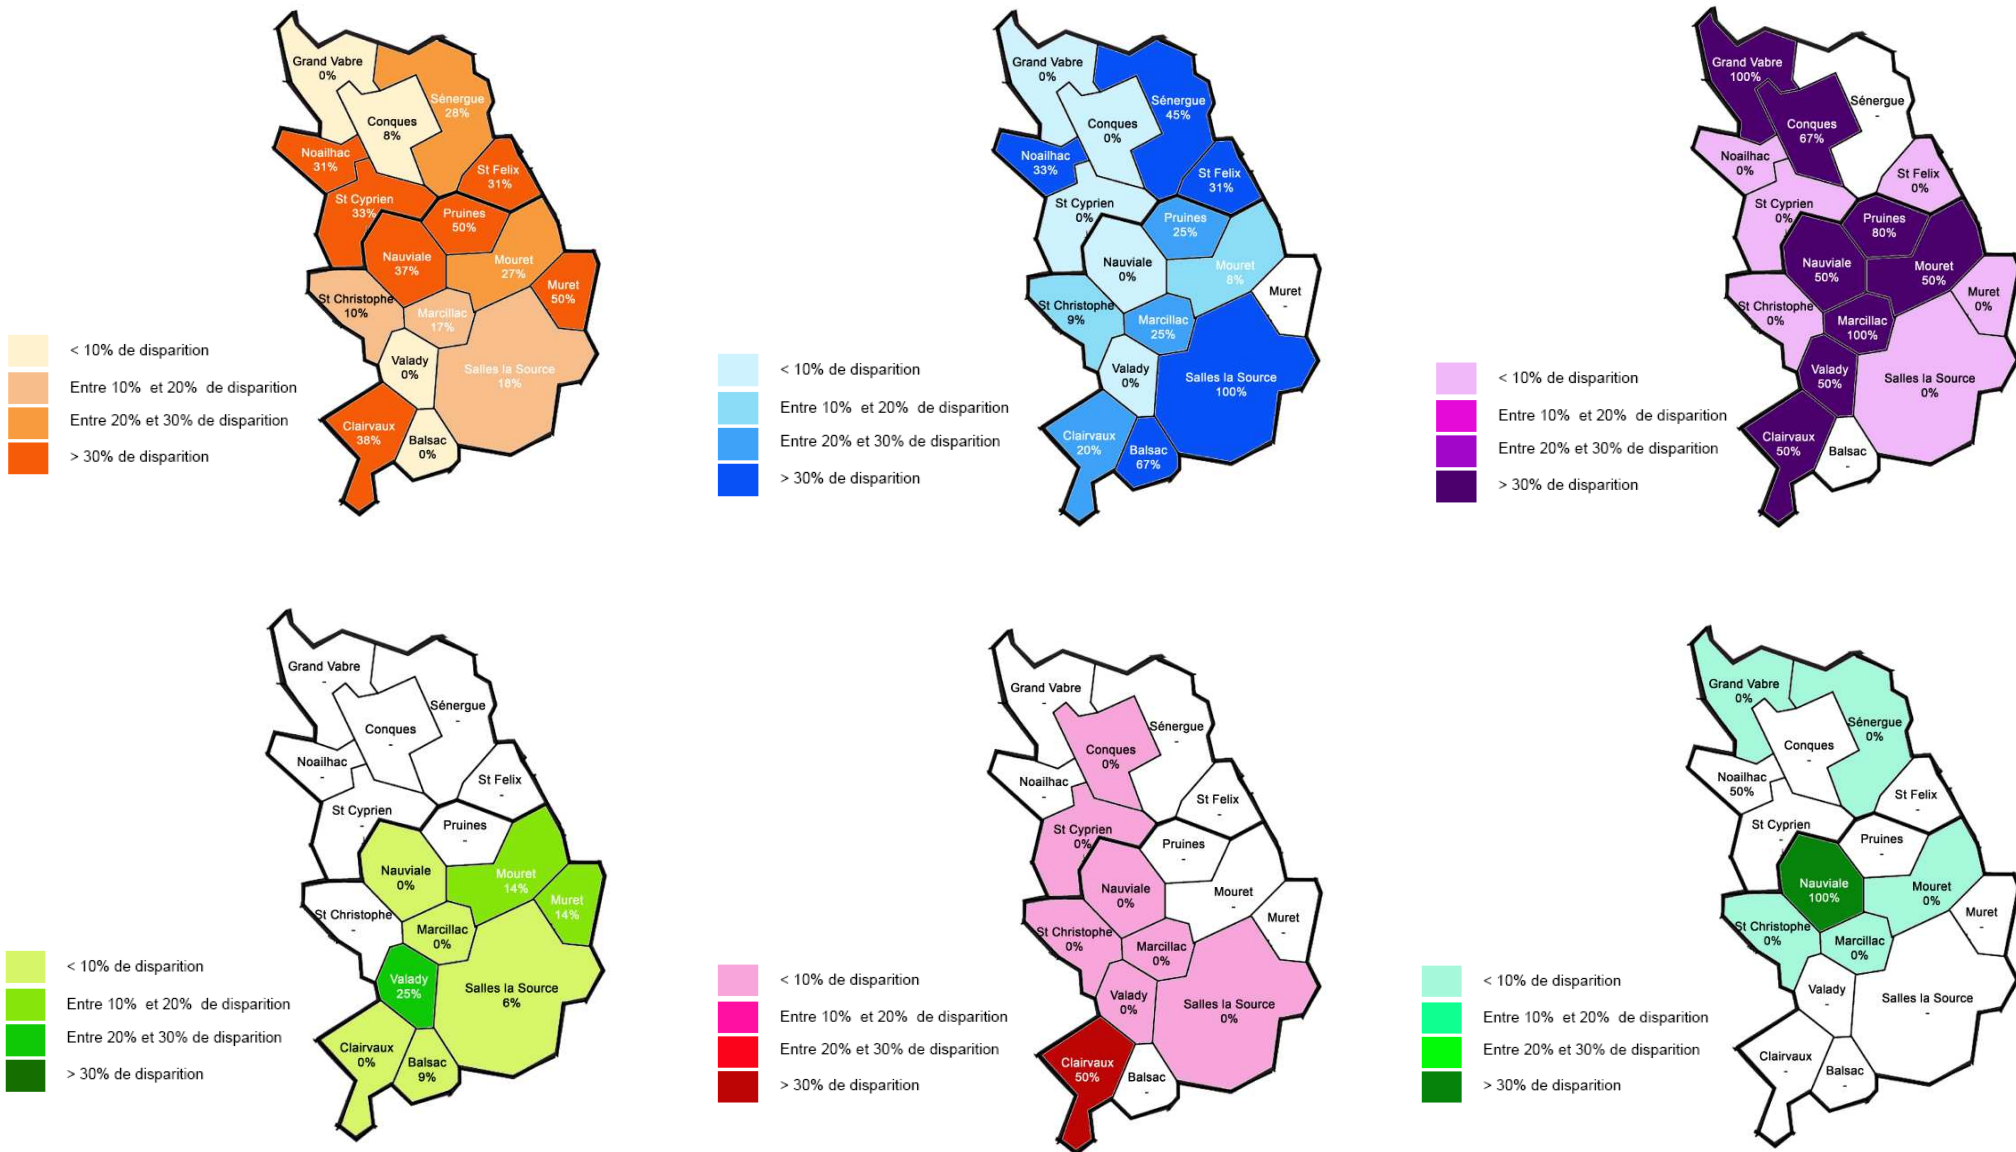 Grand Vabre
0%
Sénergue
28%
Conques
8%
Noailhac
31%
St Felix
31%
St Cyprien
33%
Pruines
50%
Nauviale
37%
Mouret
27%
Muret
50%
St Christophe
10%
Marcillac
17%
Valady
0%
Salles la Source
18%
Clairvaux
38%
Balsac
0%
< 10% de disparition
Entre 10% et 20% de disparition
Entre 20% et 30% de disparition
> 30% de disparition
Grand Vabre
0%
Sénergue
45%
Conques
0%
Noailhac
33%
St Felix
31%
St Cyprien
0%
Pruines
25%
Nauviale
0%
Mouret
8%
Muret
-
St Christophe
9%
Marcillac
25%
Valady
0%
Salles la Source
100%
Clairvaux
20%
Balsac
67%
< 10% de disparition
Entre 10% et 20% de disparition
Entre 20% et 30% de disparition
> 30% de disparition
Grand Vabre
100%
Sénergue
-
Conques
67%
Noailhac
0%
St Felix
0%
St Cyprien
0%
Pruines
80%
Nauviale
50%
Mouret
50%
Muret
0%
St Christophe
0%
Marcillac
100%
Valady
50%
Salles la Source
0%
Clairvaux
50%
Balsac
-
< 10% de disparition
Entre 10% et 20% de disparition
Entre 20% et 30% de disparition
> 30% de disparition
Grand Vabre
-
Sénergue
-
Conques
-
Noailhac
-
St Felix
-
St Cyprien
-
Pruines
-
Nauviale
0%
Mouret
14%
Muret
14%
St Christophe
-
Marcillac
0%
Valady
25%
Salles la Source
6%
Clairvaux
0%
Balsac
9%
< 10% de disparition
Entre 10% et 20% de disparition
Entre 20% et 30% de disparition
> 30% de disparition
Grand Vabre
-
Sénergue
-
Conques
0%
Noailhac
-
St Felix
-
St Cyprien
0%
Pruines
-
Nauviale
0%
Mouret
-
Muret
-
St Christophe
0%
Marcillac
0%
Valady
0%
Salles la Source
0%
Clairvaux
50%
Balsac
-
< 10% de disparition
Entre 10% et 20% de disparition
Entre 20% et 30% de disparition
> 30% de disparition
Grand Vabre
0%
Sénergue
0%
Conques
-
Noailhac
50%
St Felix
-
St Cyprien
-
Pruines
-
Nauviale
100%
Mouret
0%
Muret
-
St Christophe
0%
Marcillac
0%
Valady
-
Salles la Source
-
Clairvaux
-
Balsac
-
< 10% de disparition
Entre 10% et 20% de disparition
Entre 20% et 30% de disparition
> 30% de disparition